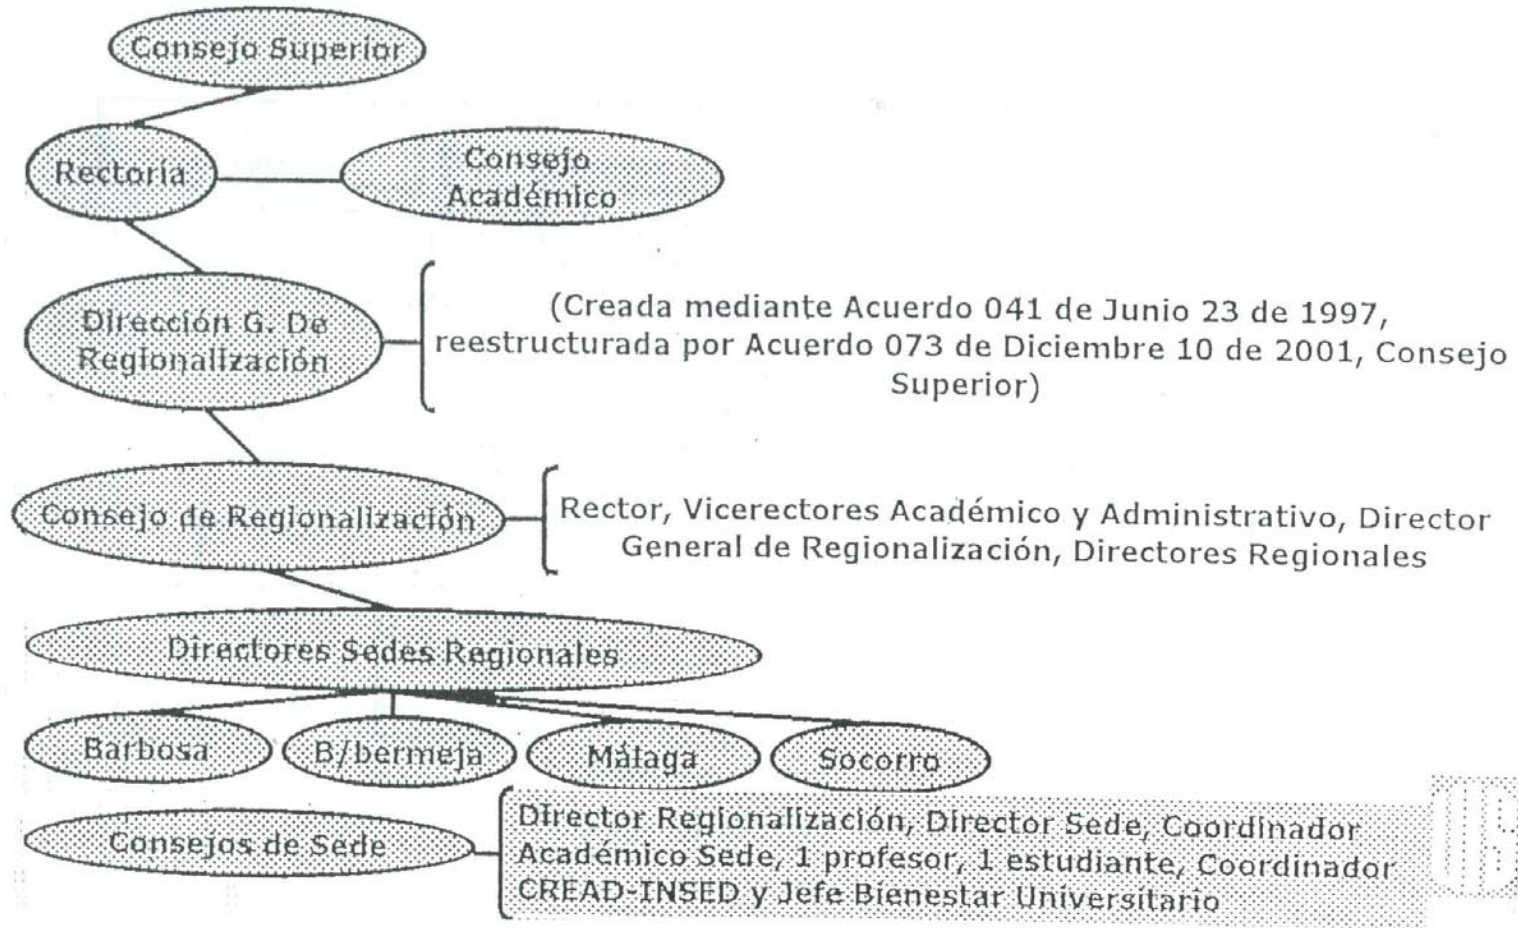 Consejo Superior
Rectoría
Consejo
Académico
Dirección G. De
Regionalización
(Creada mediante Acuerdo 041 de Junio 23 de 1997,
reestructurada por Acuerdo 073 de Diciembre 10 de 2001, Consejo
Superior)
Consejo de Regionalización
Rector, Vicerectores Académico y Administrativo, Director
General de Regionalización, Directores Regionales
Directores Sedes Regionales
Barbosa
B/bermeja
Málaga
Socorro
Consejos de Sede
Director Regionalización, Director Sede, Coordinador
Académico Sede, 1 profesor, 1 estudiante, Coordinador
CREAD-INSED y Jefe Bienestar Universitario